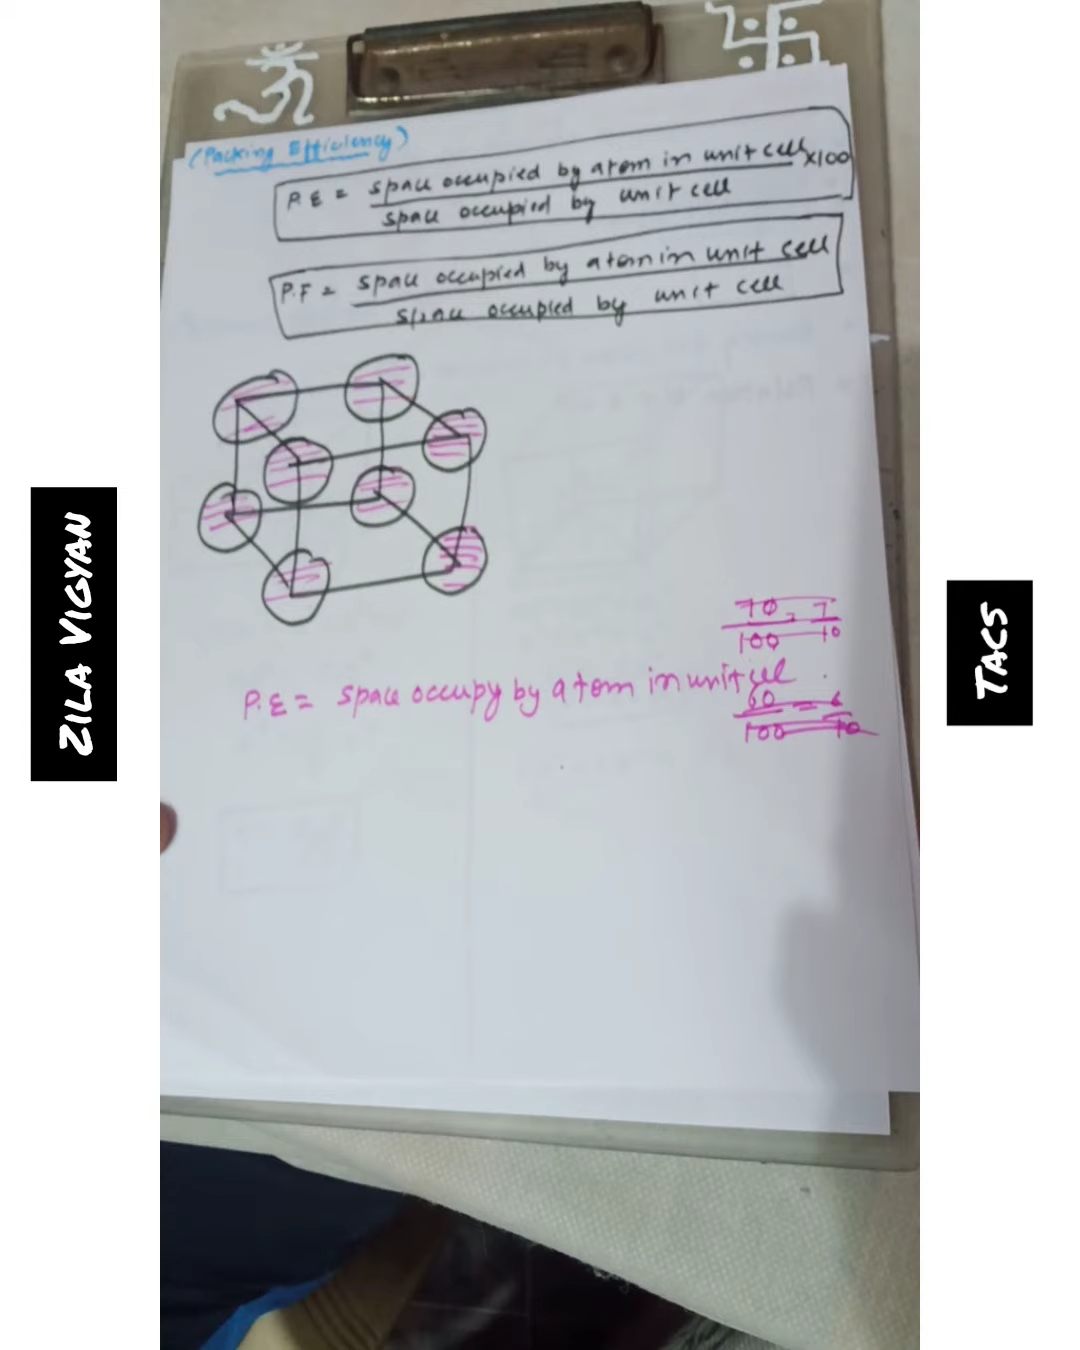 ॐ
(Packing Efficiency)
P.E = space occupied by atom in unit cell x100
space occupied by unit cell
P.F = space occupied by atom in unit cell
space occupied by unit cell
70 = 7
100 10
P.E = space occupy by atom in unit cel
60 = 6
100 10
ZILA VIGYAN
TACS